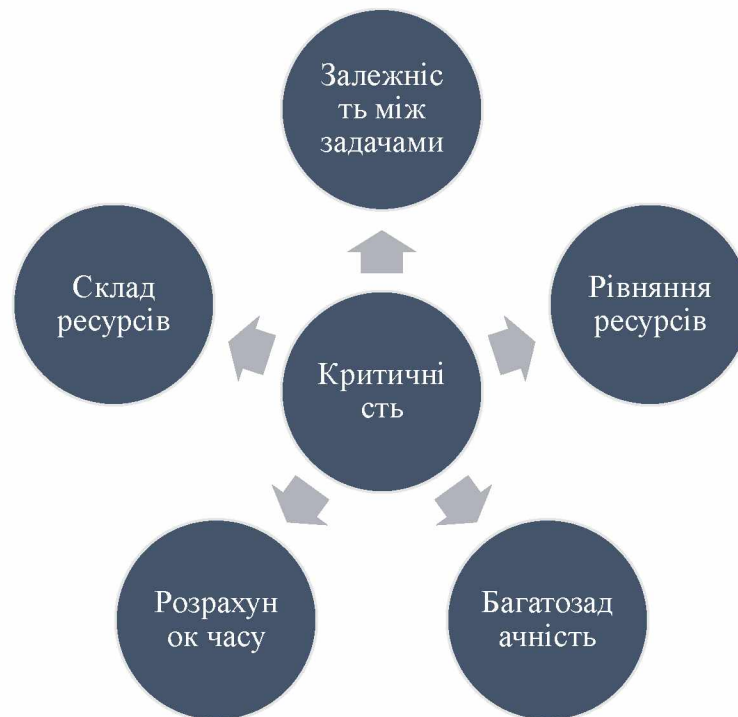 Залежніс
ть між
задачами
Склад
ресурсів
Рівняння
ресурсів
Критичні
сть
Розрахун
ок часу
Багатозад
ачність